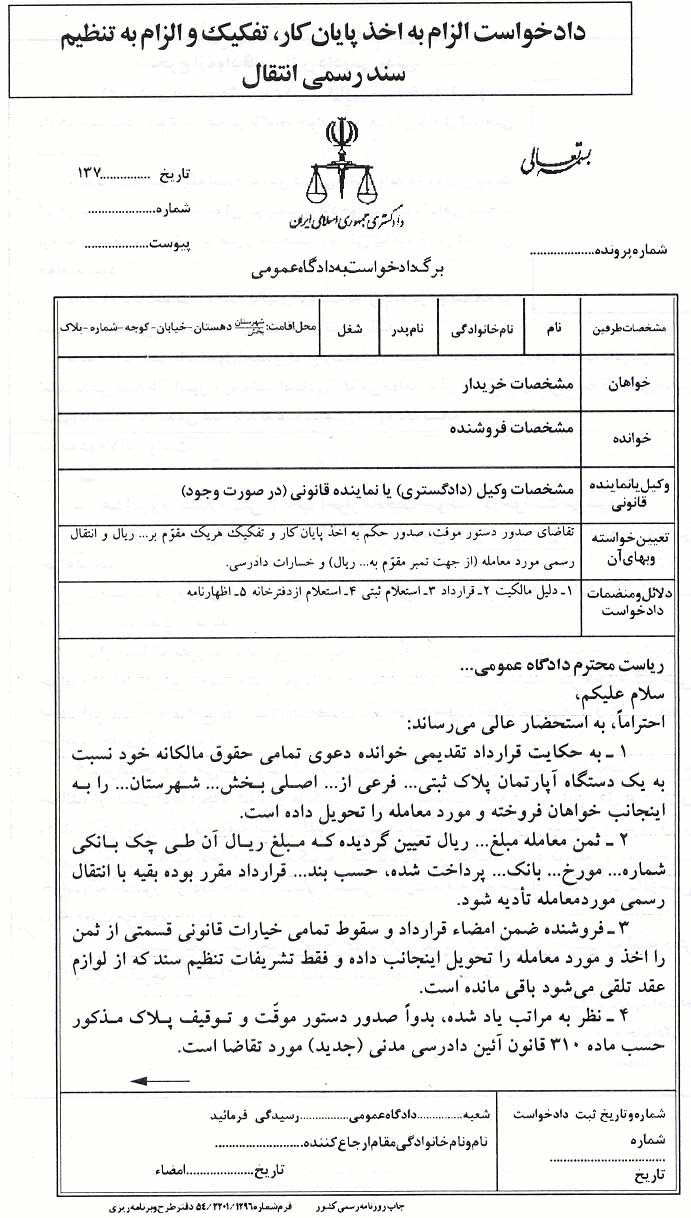 دادخواست الزام به اخذ پایان کار، تفکیک و الزام به تنظیم
سند رسمی انتقال
بسمه تعالی
دادگستری جمهوری اسلامی ایران
تاریخ ..............۱۳۷
شماره....................
پیوست...................
شماره پرونده...................
برگ دادخواست به دادگاه عمومی
مشخصات طرفین
نام
نام خانوادگی
نام پدر
شغل
محل اقامت: شهرستان بخش دهستان – خیابان – کوچه – شماره – پلاک
خواهان
مشخصات خریدار
خوانده
مشخصات فروشنده
وکیل یا نماینده
قانونی
مشخصات وکیل (دادگستری) یا نماینده قانونی (در صورت وجود)
تعیین خواسته
وبهای آن
تقاضای صدور دستور موقت، صدور حکم به اخذ پایان کار و تفکیک هریک مقوّم بر... ریال و انتقال
رسمی مورد معامله (از جهت تمبر مقوّم به... ریال) و خسارات دادرسی.
دلائل ومنضمات
دادخواست
۱ـ دلیل مالکیت ۲ـ قرارداد ۳ـ استعلام ثبتی ۴ـ استعلام از دفترخانه ۵ـ اظهارنامه
ریاست محترم دادگاه عمومی...
سلام علیکم،
احتراماً، به استحضار عالی می‌رساند:
۱ ـ به حکایت قرارداد تقدیمی خوانده دعوی تمامی حقوق مالکانه خود نسبت
به یک دستگاه آپارتمان پلاک ثبتی... فرعی از... اصلی بخش... شهرستان... را به
اینجانب خواهان فروخته و مورد معامله را تحویل داده است.
۲ ـ ثمن معامله مبلغ... ریال تعیین گردیده که مبلغ ریال آن طی چک بانکی
شماره... مورخ... بانک... پرداخت شده، حسب بند... قرارداد مقرر بوده بقیه با انتقال
رسمی موردمعامله تأدیه شود.
۳ ـ فروشنده ضمن امضاء قرارداد و سقوط تمامی خیارات قانونی قسمتی از ثمن
را اخذ و مورد معامله را تحویل اینجانب داده و فقط تشریفات تنظیم سند که از لوازم
عقد تلقی می‌شود باقی مانده است.
۴ ـ نظر به مراتب یاد شده، بدواً صدور دستور موقّت و توقیف پلاک مذکور
حسب ماده ۳۱۰ قانون آئین دادرسی مدنی (جدید) مورد تقاضا است.
شماره وتاریخ ثبت دادخواست
شماره
................................
تاریخ
شعبه..............دادگاه عمومی...............رسیدگی فرمائید
نام ونام خانوادگی مقام ارجاع کننده.........................
تاریخ.................... امضاء
چاپ روزنامه رسمی کشور فرم شماره ۵۴/۲۲۰۱/۱۲۹۶ دفتر طرح و برنامه ریزی